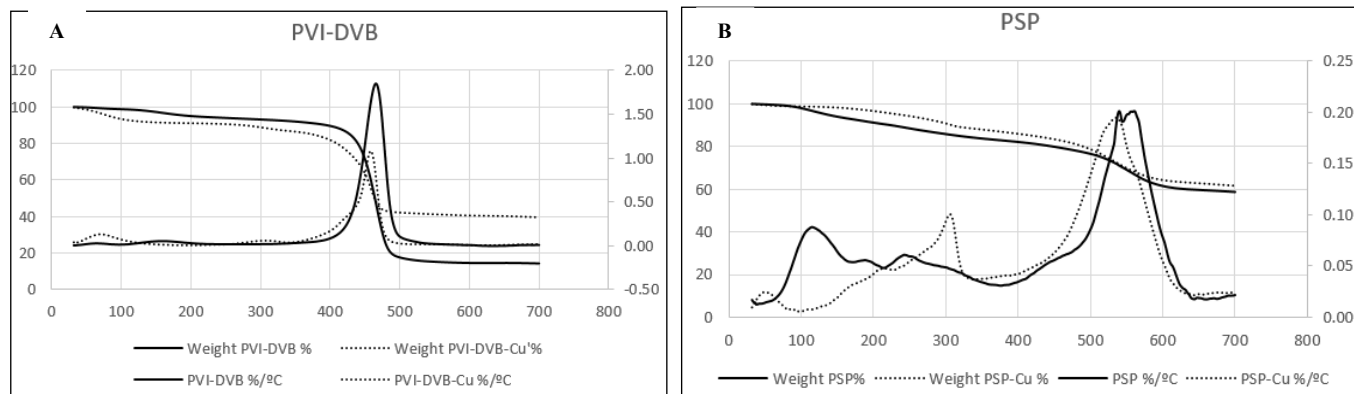 A
PVI-DVB
120
100
80
60
40
20
0
2.00
1.50
1.00
0.50
0.00
-0.50
0 100 200 300 400 500 600 700 800
Weight PVI-DVB % Weight PVI-DVB-Cu'%
PVI-DVB %/ºC PVI-DVB-Cu %/ºC
B
PSP
120
100
80
60
40
20
0
0.25
0.20
0.15
0.10
0.05
0.00
0 100 200 300 400 500 600 700 800
Weight PSP% Weight PSP-Cu % PSP %/ºC PSP-Cu %/ºC